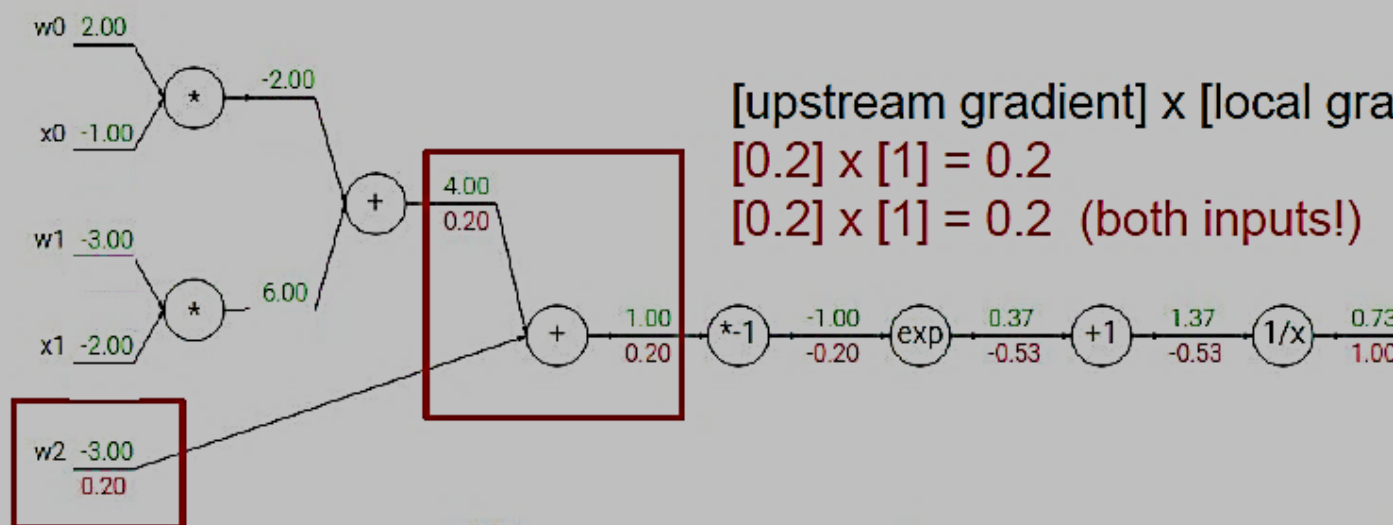 w0 2.00
-2.00
*
x0 -1.00
[upstream gradient] x [local gra
[0.2] x [1] = 0.2
[0.2] x [1] = 0.2 (both inputs!)
+
4.00
0.20
w1 -3.00
6.00
*
x1 -2.00
+
1.00
0.20
*-1
-1.00
-0.20
exp
0.37
-0.53
+1
1.37
-0.53
1/x
0.73
1.00
w2 -3.00
0.20